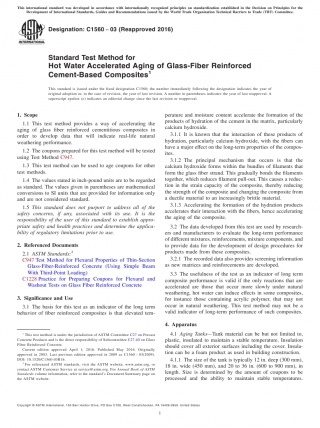 This international standard was developed in accordance with internationally recognized principles on standardization established in the Decision on Principles for the
Development of International Standards, Guides and Recommendations issued by the World Trade Organization Technical Barriers to Trade (TBT) Committee.
Designation: C1560 − 03 (Reapproved 2016)
INTERNATIONAL
Standard Test Method for
Hot Water Accelerated Aging of Glass-Fiber Reinforced
Cement-Based Composites1
This standard is issued under the fixed designation C1560; the number immediately following the designation indicates the year of
original adoption or, in the case of revision, the year of last revision. A number in parentheses indicates the year of last reapproval. A
superscript epsilon (ε) indicates an editorial change since the last revision or reapproval.
1. Scope
1.1 This test method provides a way of accelerating the
aging of glass fiber reinforced cementitious composites in
order to develop data that will indicate real-life natural
weathering performance.
1.2 The coupons prepared for this test method will be tested
using Test Method C947.
1.3 This test method can be used to age coupons for other
test methods.
1.4 The values stated in inch-pound units are to be regarded
as standard. The values given in parentheses are mathematical
conversions to SI units that are provided for information only
and are not considered standard.
1.5 This standard does not purport to address all of the
safety concerns, if any, associated with its use. It is the
responsibility of the user of this standard to establish appro-
priate safety and health practices and determine the applica-
bility of regulatory limitations prior to use.
2. Referenced Documents
2.1 ASTM Standards:2
C947 Test Method for Flexural Properties of Thin-Section
Glass-Fiber-Reinforced Concrete (Using Simple Beam
With Third-Point Loading)
C1228 Practice for Preparing Coupons for Flexural and
Washout Tests on Glass Fiber Reinforced Concrete
3. Significance and Use
3.1 The basis for this test as an indicator of the long term
behavior of fiber reinforced composites is that elevated tem-
1 This test method is under the jurisdiction of ASTM Committee C27 on Precast
Concrete Products and is the direct responsibility of Subcommittee C27.40 on Glass
Fiber Reinforced Concrete.
Current edition approved April 1, 2016. Published May 2016. Originally
approved in 2003. Last previous edition approved in 2009 as C1560 – 03(2009).
DOI: 10.1520/C1560-03R16.
2 For referenced ASTM standards, visit the ASTM website, www.astm.org, or
contact ASTM Customer Service at service@astm.org. For Annual Book of ASTM
Standards volume information, refer to the standard's Document Summary page on
the ASTM website.
perature and moisture content accelerate the formation of the
products of hydration of the cement in the matrix, particularly
calcium hydroxide.
3.1.1 It is known that the interaction of these products of
hydration, particularly calcium hydroxide, with the fibers can
have a major effect on the long-term properties of the compos-
ites.
3.1.2 The principal mechanism that occurs is that the
calcium hydroxide forms within the bundles of filaments that
form the glass fiber strand. This gradually bonds the filaments
together, which reduces filament pull-out. This causes a reduc-
tion in the strain capacity of the composite, thereby reducing
the strength of the composite and changing the composite from
a ductile material to an increasingly brittle material.
3.1.3 Accelerating the formation of the hydration products
accelerates their interaction with the fibers, hence accelerating
the aging of the composite.
3.2 The data developed from this test are used by research-
ers and manufacturers to evaluate the long-term performance
of different mixtures, reinforcements, mixture components, and
to provide data for the development of design procedures for
products made from these composites.
3.2.1 The recorded data also provides screening information
as new matrices and reinforcements are developed.
3.3 The usefulness of the test as an indicator of long term
composite performance is valid if the only reactions that are
accelerated are those that occur more slowly under natural
weathering, hot water can induce effects in some composites,
for instance those containing acrylic polymer, that may not
occur in natural weathering. This test method may not be a
valid indicator of long-term performance of such composites.
4. Apparatus
4.1 Aging Tanks—Tank material can be but not limited to,
plastic, insulated to maintain a stable temperature. Insulation
should cover all exterior surfaces including the cover. Insula-
tion can be a foam product as used in building construction.
4.1.1 The size of the tank is typically 12 in. deep (300 mm),
18 in. wide (450 mm), and 20 to 36 in. (600 to 900 mm), in
length. Size is determined by the amount of coupons to be
processed and the ability to maintain stable temperatures.
Copyright © ASTM International, 100 Barr Harbor Drive, PO Box C700, West Conshohocken, PA 19428-2959. United States
1